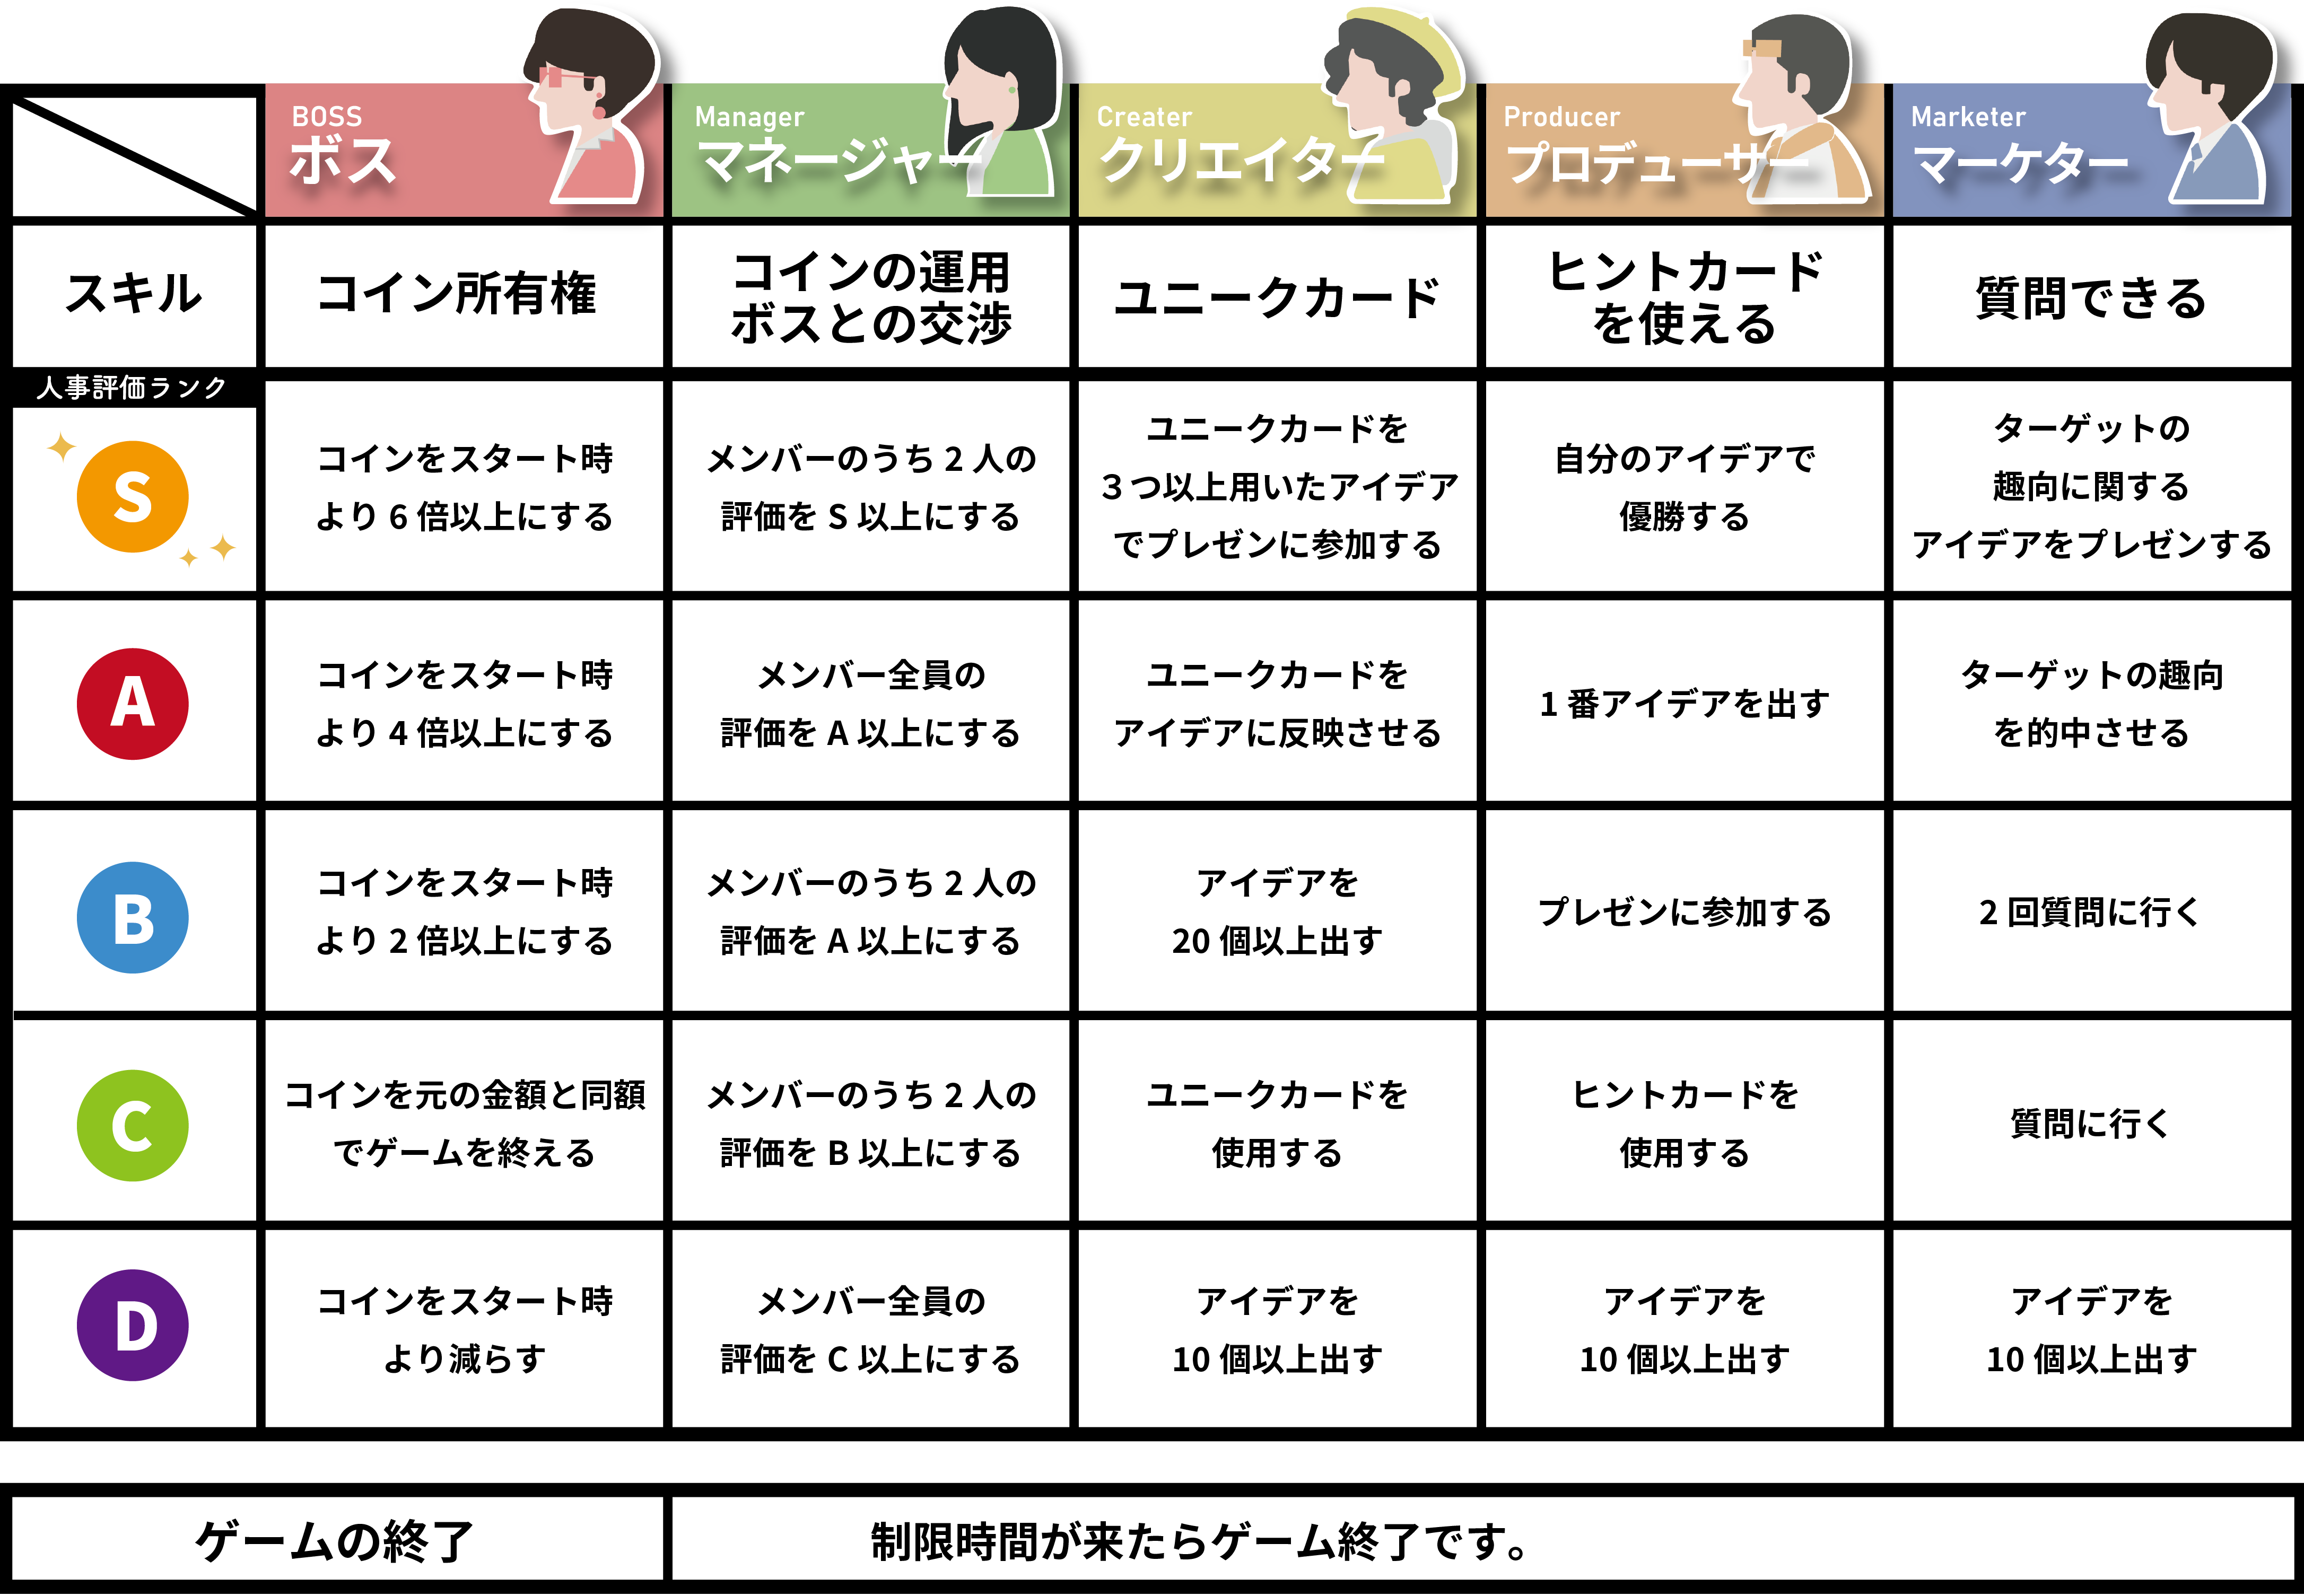 BOSS
ボス
Manager
マネージャー
Creater
クリエイター
Producer
プロデューサー
Marketer
マーケター
スキル
コイン所有権
コインの運用
ボスとの交渉
ユニークカード
ヒントカード
を使える
質問できる
人事評価ランク
S
コインをスタート時
より 6 倍以上にする
メンバーのうち 2 人の
評価を S 以上にする
ユニークカードを
3 つ以上用いたアイデア
でプレゼンに参加する
自分のアイデアで
優勝する
ターゲットの
趣向に関する
アイデアをプレゼンする
A
コインをスタート時
より 4 倍以上にする
メンバー全員の
評価を A 以上にする
ユニークカードを
アイデアに反映させる
1 番アイデアを出す
ターゲットの趣向
を的中させる
B
コインをスタート時
より 2 倍以上にする
メンバーのうち 2 人の
評価を A 以上にする
アイデアを
20 個以上出す
プレゼンに参加する
2 回質問に行く
C
コインを元の金額と同額
でゲームを終える
メンバーのうち 2 人の
評価を B 以上にする
ユニークカードを
使用する
ヒントカードを
使用する
質問に行く
D
コインをスタート時
より減らす
メンバー全員の
評価を C 以上にする
アイデアを
10 個以上出す
アイデアを
10 個以上出す
アイデアを
10 個以上出す
ゲームの終了
制限時間が来たらゲーム終了です。